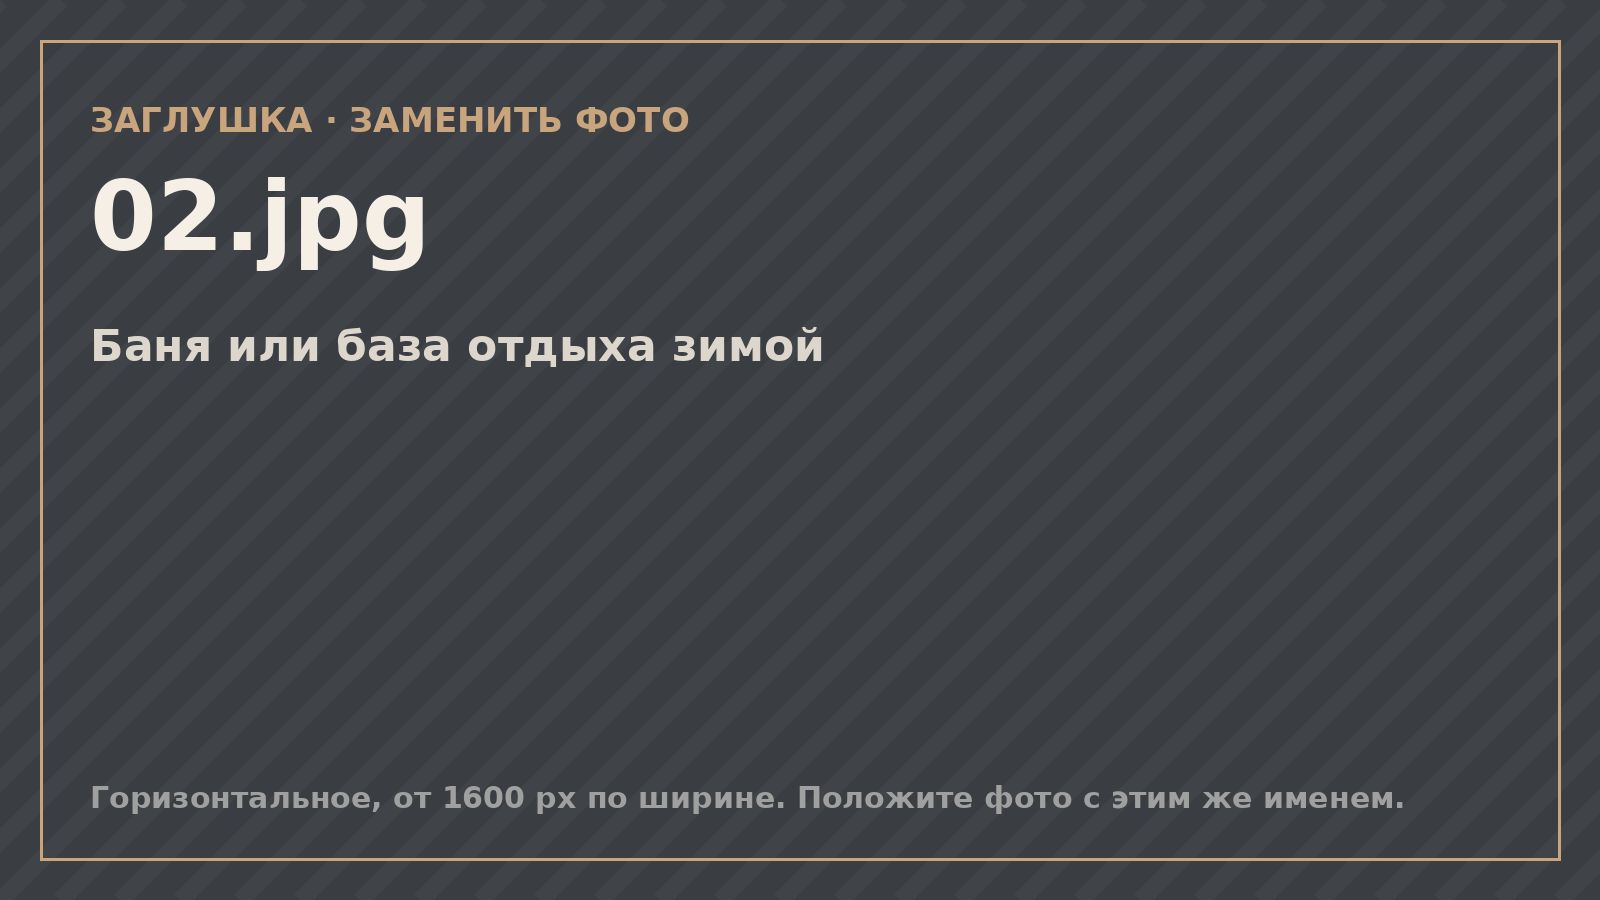 ЗАГЛУШКА · ЗАМЕНИТЬ ФОТО
02.jpg
Баня или база отдыха зимой
Горизонтальное, от 1600 px по ширине. Положите фото с этим же именем.